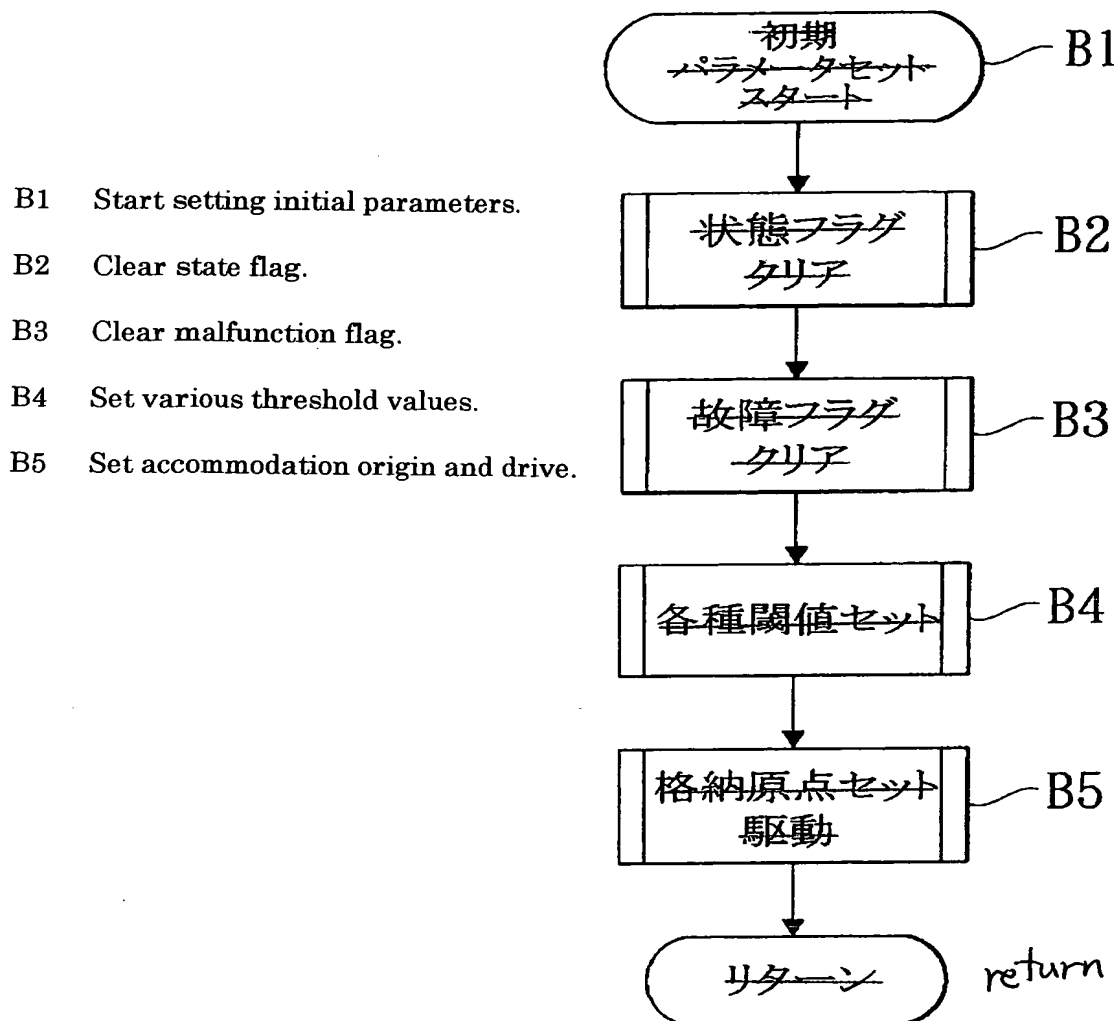 初期
パラメータセット
スタート
B1
B1 Start setting initial parameters.
状態フラグ
クリア
B2
B2 Clear state flag.
B3 Clear malfunction flag.
故障フラグ
クリア
B3
B4 Set various threshold values.
B5 Set accommodation origin and drive.
各種閾値セット
B4
格納原点セット
駆動
B5
リターン
return